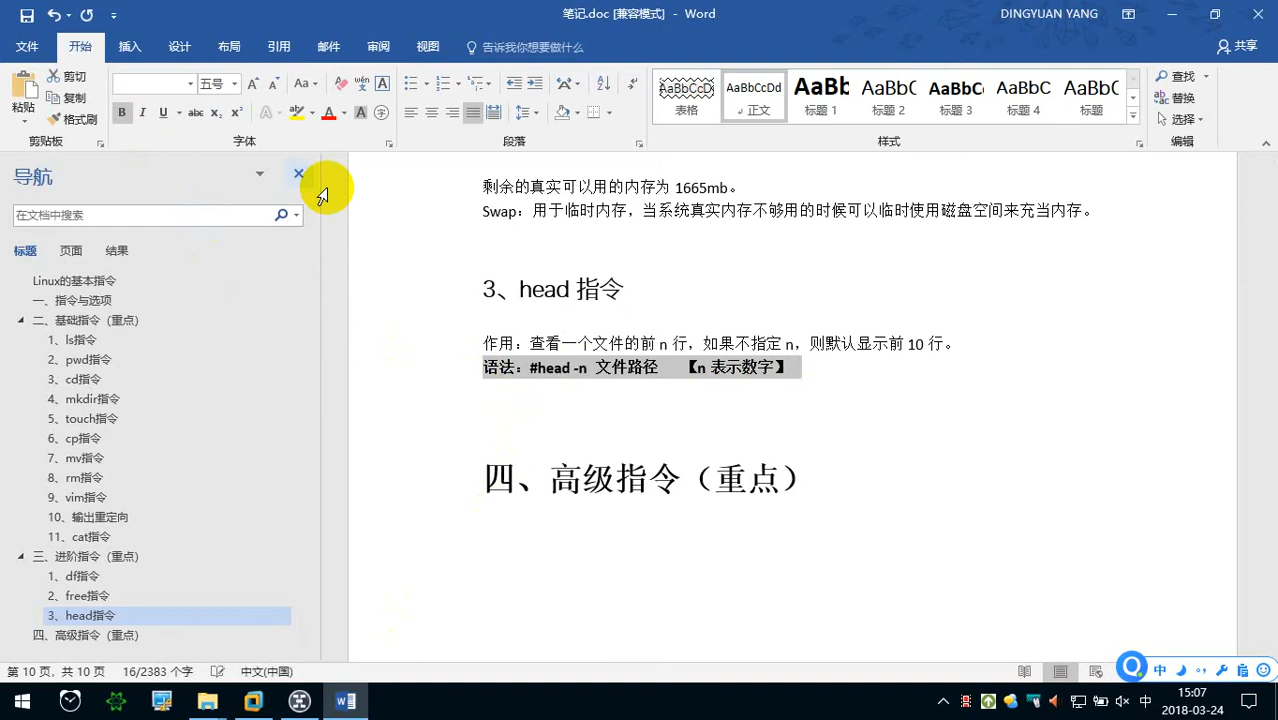 笔记.doc [兼容模式] - Word
DINGYUAN YANG
文件
开始
插入
设计
布局
引用
邮件
审阅
视图
告诉我你想要做什么
共享
粘贴
剪切
复制
格式刷
剪贴板
五号
字体
段落
AaBbCcDd
表格
AaBbCcDd
正文
AaBb
标题 1
AaBbC
标题 2
AaBbC
标题 3
AaBbC
标题 4
AaBbC
标题
样式
查找
替换
选择
编辑
导航
在文档中搜索
标题
页面
结果
Linux的基本指令
一、指令与选项
二、基础指令（重点）
1、ls指令
2、pwd指令
3、cd指令
4、mkdir指令
5、touch指令
6、cp指令
7、mv指令
8、rm指令
9、vim指令
10、输出重定向
11、cat指令
三、进阶指令（重点）
1、df指令
2、free指令
3、head指令
四、高级指令（重点）
剩余的真实可以用的内存为 1665mb。
Swap：用于临时内存，当系统真实内存不够用的时候可以临时使用磁盘空间来充当内存。
3、head 指令
作用：查看一个文件的前 n 行，如果不指定 n，则默认显示前 10 行。
语法：#head -n 文件路径 【n 表示数字】
四、高级指令（重点）
第 10 页，共 10 页
16/2383 个字
中文(中国)
中
中
15:07
2018-03-24